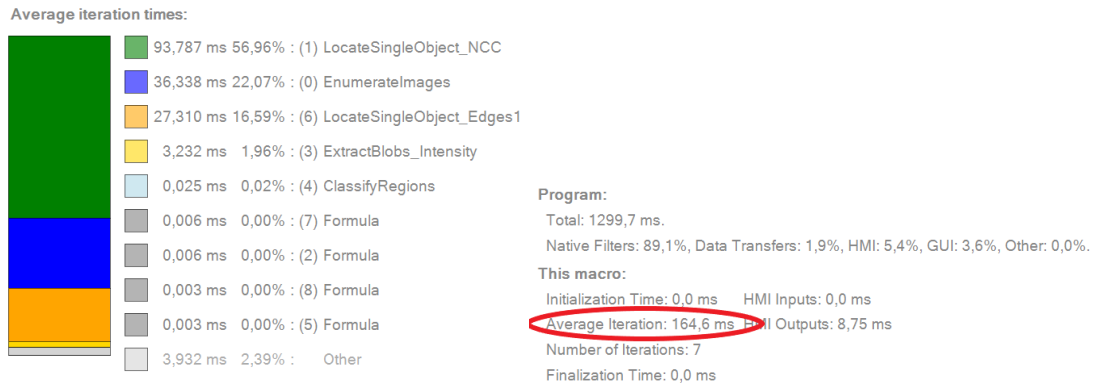 Average iteration times:
93,787 ms 56,96% : (1) LocateSingleObject_NCC
36,338 ms 22,07% : (0) EnumerateImages
27,310 ms 16,59% : (6) LocateSingleObject_Edges1
3,232 ms 1,96% : (3) ExtractBlobs_Intensity
0,025 ms 0,02% : (4) ClassifyRegions
0,006 ms 0,00% : (7) Formula
0,006 ms 0,00% : (2) Formula
0,003 ms 0,00% : (8) Formula
0,003 ms 0,00% : (5) Formula
3,932 ms 2,39% : Other
Program:
Total: 1299,7 ms.
Native Filters: 89,1%, Data Transfers: 1,9%, HMI: 5,4%, GUI: 3,6%, Other: 0,0%.
This macro:
Initialization Time: 0,0 ms HMI Inputs: 0,0 ms
Average Iteration: 164,6 ms HMI Outputs: 8,75 ms
Number of Iterations: 7
Finalization Time: 0,0 ms